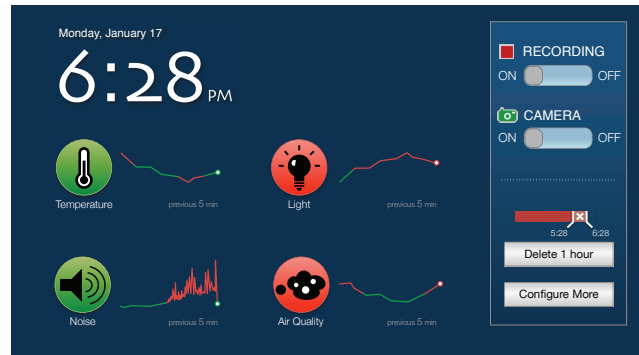 Monday, January 17
6:28 PM
Temperature
previous 5 min
Light
previous 5 min
Noise
previous 5 min
Air Quality
previous 5 min
RECORDING
ON OFF
CAMERA
ON OFF
5:28 6:28
Delete 1 hour
Configure More